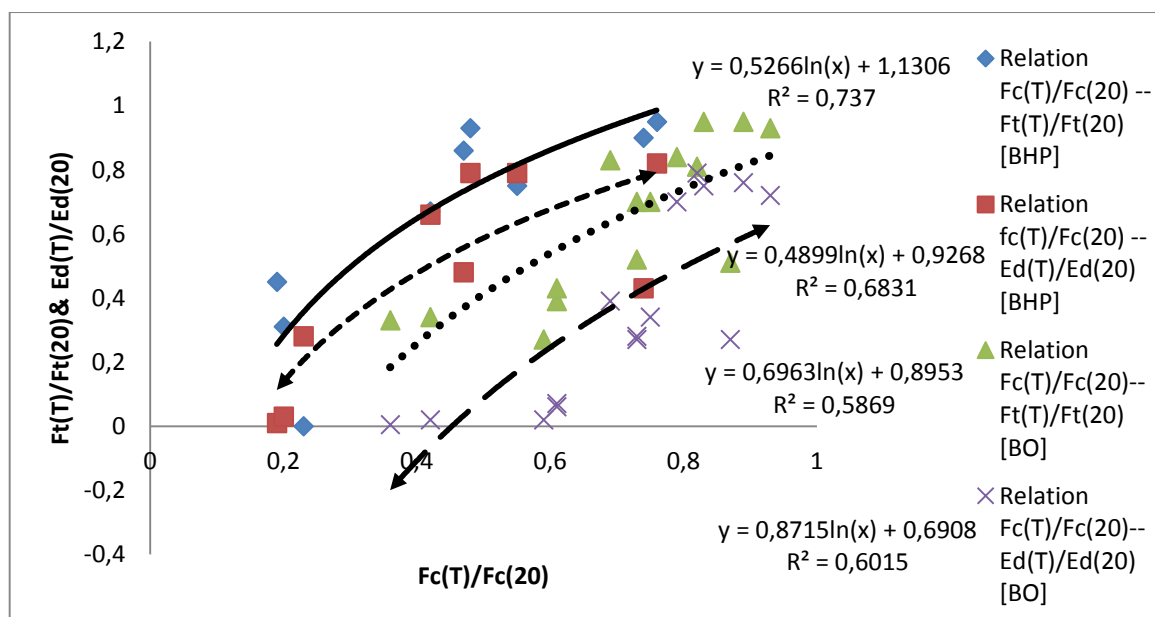 Ft(T)/Ft(20)& Ed(T)/Ed(20)
1,2
1
0,8
0,6
0,4
0,2
0
-0,2
-0,4
0
0,2
0,4
0,6
0,8
1
Fc(T)/Fc(20)
y = 0,5266ln(x) + 1,1306
R² = 0,737
y = 0,4899ln(x) + 0,9268
R² = 0,6831
y = 0,6963ln(x) + 0,8953
R² = 0,5869
y = 0,8715ln(x) + 0,6908
R² = 0,6015
Relation
Fc(T)/Fc(20) --
Ft(T)/Ft(20)
[BHP]
Relation
fc(T)/Fc(20) --
Ed(T)/Ed(20)
[BHP]
Relation
Fc(T)/Fc(20)--
Ft(T)/Ft(20)
[BO]
Relation
Fc(T)/Fc(20)--
Ed(T)/Ed(20)
[BO]